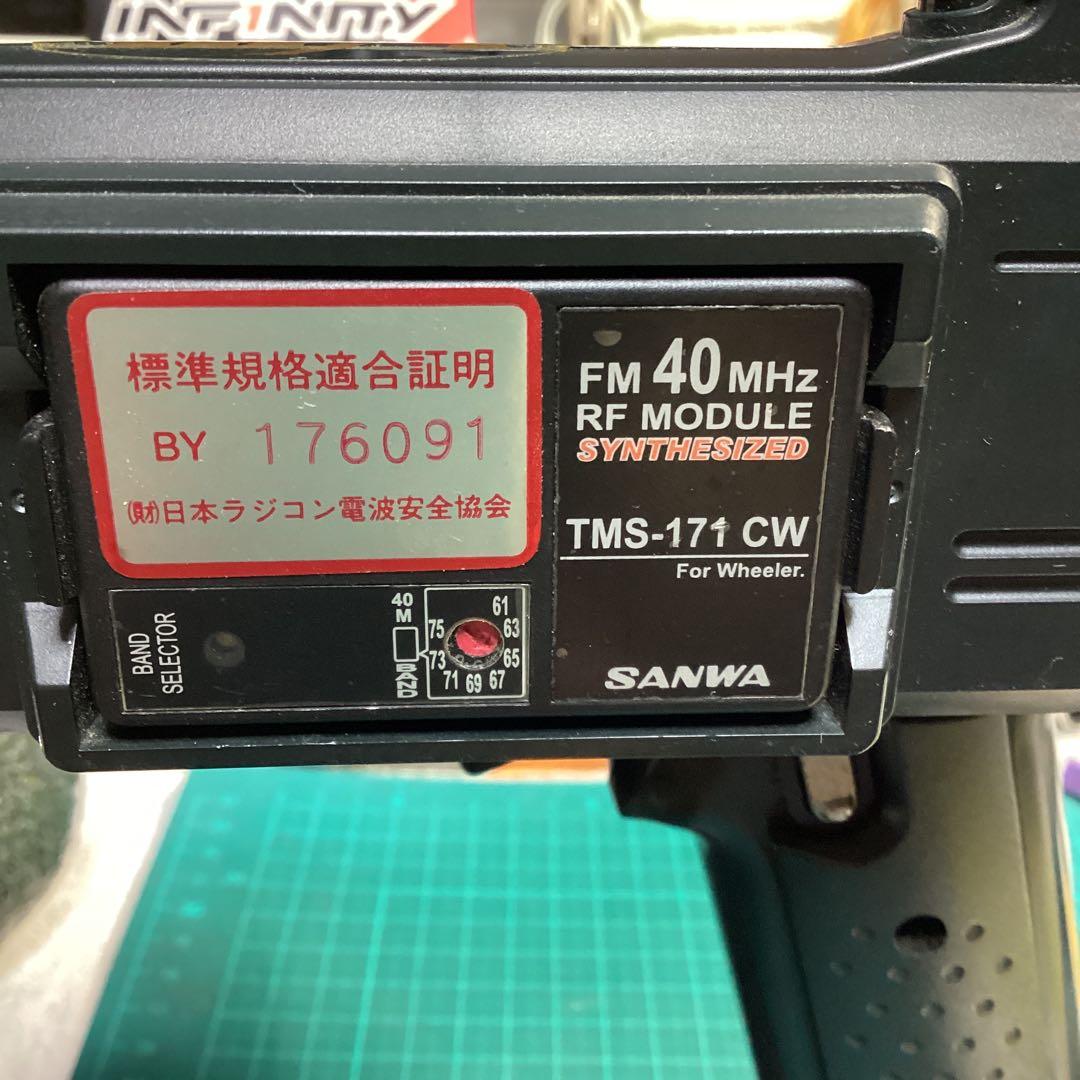 INF1NITY
標準規格適合証明
BY 176091
(財)日本ラジコン電波安全協会
FM 40 MHz
RF MODULE
SYNTHESIZED
TMS-171 CW
For Wheeler.
SANWA
BAND
SELECTOR
40
M
BAND
61
63
65
67
69
71
73
75